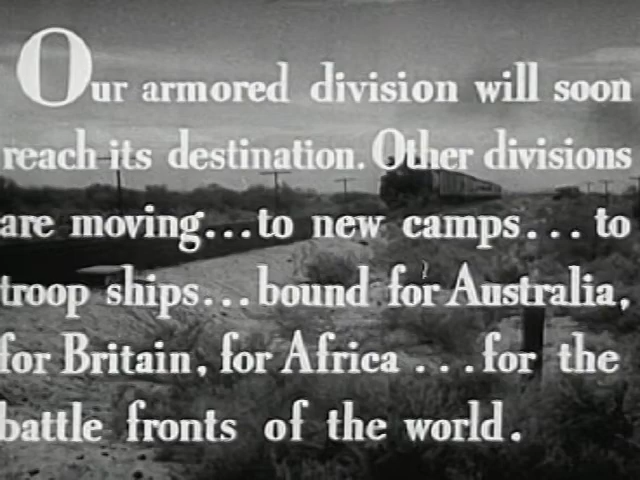 Our armored division will soon
reach its destination. Other divisions
are moving...to new camps... to
troop ships...bound for Australia,
for Britain, for Africa ...for the
battle fronts of the world.